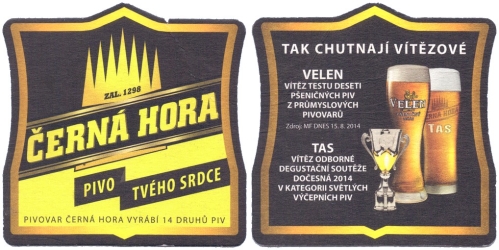 ZAL. 1298
ČERNÁ HORA
PIVO TVÉHO SRDCE
PIVOVAR ČERNÁ HORA VYRÁBÍ 14 DRUHŮ PIV
TAK CHUTNAJÍ VÍTĚZOVÉ
VELEN
VÍTĚZ TESTU DESETI
PŠENIČNÝCH PIV
Z PRŮMYSLOVÝCH
PIVOVARŮ
Zdroj: MF DNES 15. 8. 2014
TAS
VÍTĚZ ODBORNÉ
DEGUSTAČNÍ SOUTĚŽE
DOČESNÁ 2014
V KATEGORII SVĚTLÝCH
VÝČEPNÍCH PIV
VELEN
ČERNÁ HORA
TAS